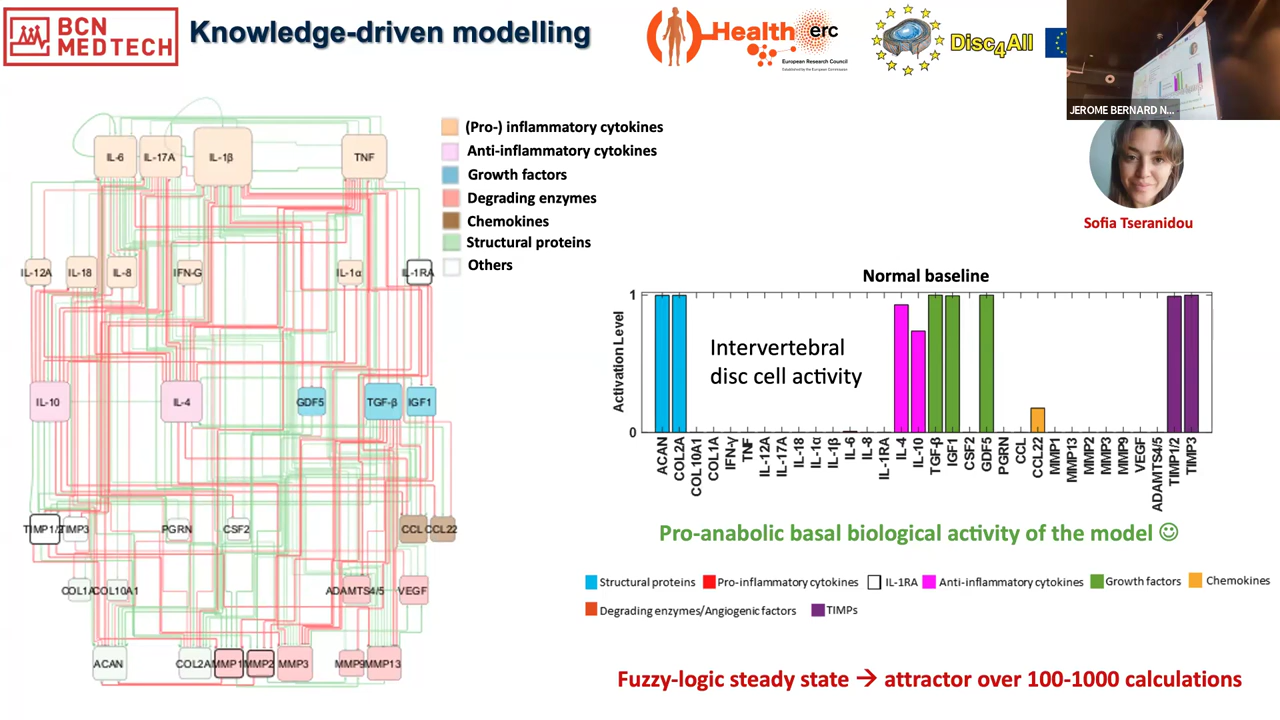 BCN
MEDTECH
Knowledge-driven modelling
Health
erc
European Research Council
Established by the European Commission
Disc4All
JEROME BERNARD N...
Sofia Tseranidou
IL-6
IL-17A
IL-1β
TNF
(Pro-) inflammatory cytokines
Anti-inflammatory cytokines
Growth factors
Degrading enzymes
Chemokines
Structural proteins
Others
IL-12A
IL-18
IL-8
IFN-G
IL-1α
IL-1RA
IL-10
IL-4
GDF5
TGF-β
IGF1
TIMP1/2
TIMP3
PGRN
CSF2
CCL
CCL22
COL1A
COL10A1
ADAMTS4/5
VEGF
ACAN
COL2A
MMP1
MMP2
MMP3
MMP9
MMP13
Normal baseline
Activation Level
1
0
Intervertebral
disc cell activity
ACAN
COL2A
COL10A1
COL1A
IFN-γ
TNF
IL-12A
IL-17A
IL-18
IL-1α
IL-1β
IL-6
IL-8
IL-1RA
IL-4
IL-10
TGF-β
IGF1
CSF2
GDF5
PGRN
CCL
CCL22
MMP1
MMP13
MMP2
MMP3
MMP9
VEGF
ADAMTS4/5
TIMP1/2
TIMP3
Pro-anabolic basal biological activity of the model ☺
Structural proteins
Pro-inflammatory cytokines
IL-1RA
Anti-inflammatory cytokines
Growth factors
Chemokines
Degrading enzymes/Angiogenic factors
TIMPs
Fuzzy-logic steady state → attractor over 100-1000 calculations